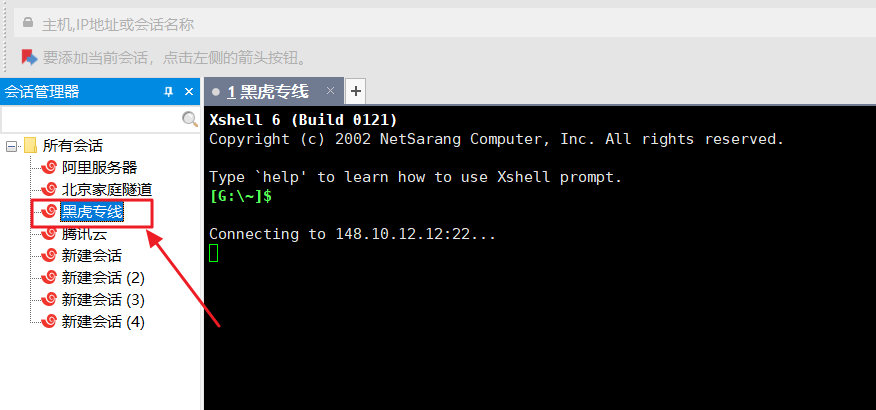 主机,IP地址或会话名称
要添加当前会话，点击左侧的箭头按钮。
会话管理器
1 黑虎专线
所有会话
阿里服务器
北京家庭隧道
黑虎专线
腾讯云
新建会话
新建会话 (2)
新建会话 (3)
新建会话 (4)
Xshell 6 (Build 0121)
Copyright (c) 2002 NetSarang Computer, Inc. All rights reserved.
Type `help' to learn how to use Xshell prompt.
[G:\~]$
Connecting to 148.10.12.12:22...